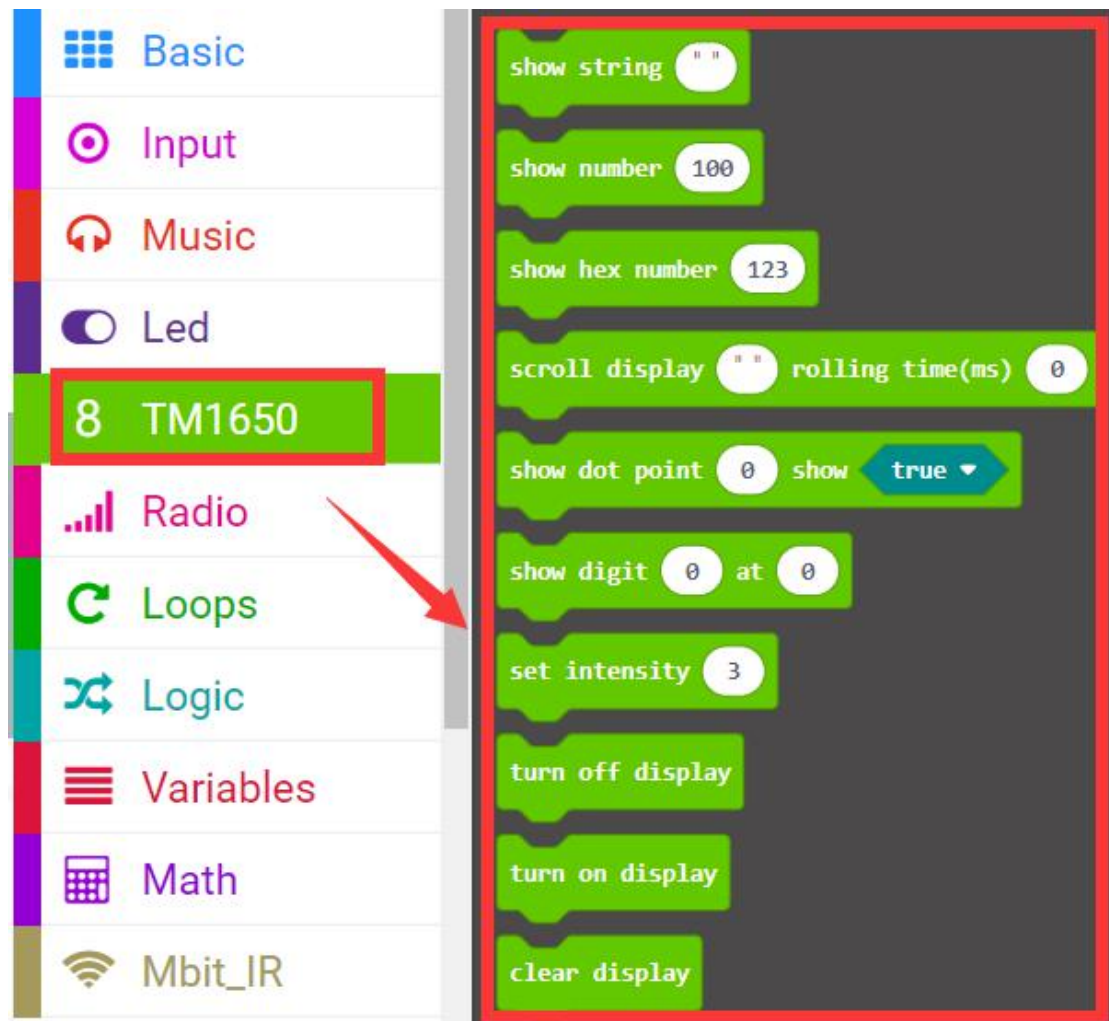 Basic
Input
Music
Led
8 TM1650
Radio
Loops
Logic
Variables
Math
Mbit_IR
show string " "
show number 100
show hex number 123
scroll display " " rolling time(ms) 0
show dot point 0 show true
show digit 0 at 0
set intensity 3
turn off display
turn on display
clear display